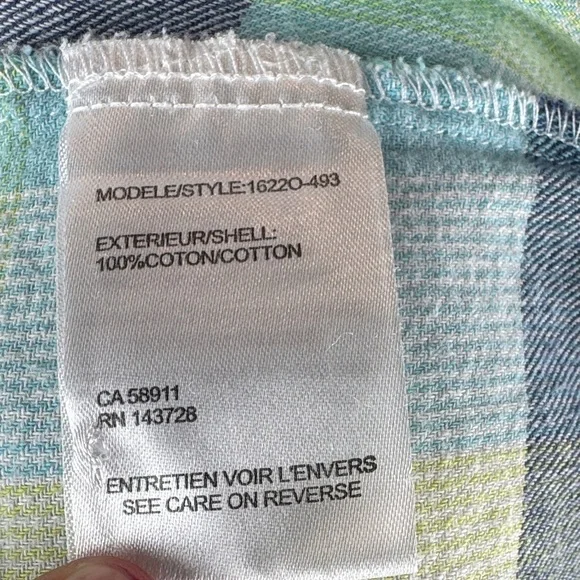 MODELE/STYLE:1622O-493
EXTERIEUR/SHELL:
100%COTON/COTTON
CA 58911
RN 143728
ENTRETIEN VOIR L'ENVERS
SEE CARE ON REVERSE